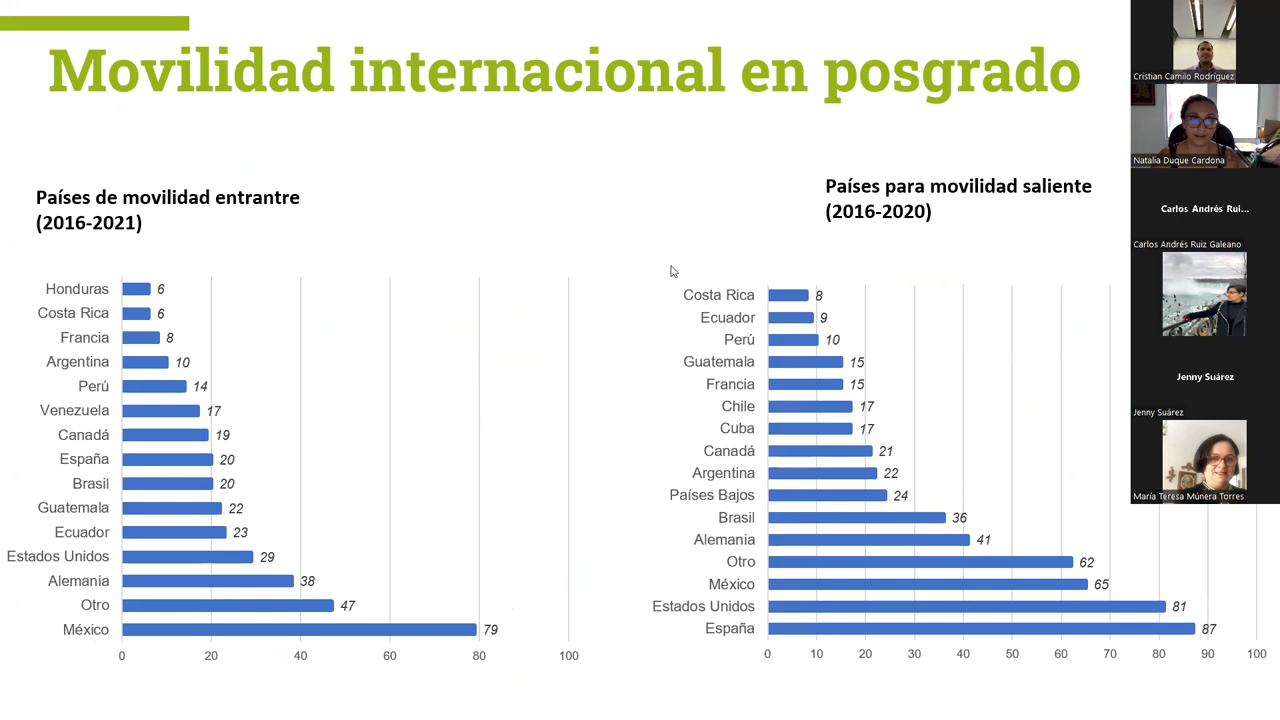 Movilidad internacional en posgrado
Países de movilidad entrantre
(2016-2021)
Honduras 6
Costa Rica 6
Francia 8
Argentina 10
Perú 14
Venezuela 17
Canadá 19
España 20
Brasil 20
Guatemala 22
Ecuador 23
Estados Unidos 29
Alemania 38
Otro 47
México 79
0 20 40 60 80 100
Países para movilidad saliente
(2016-2020)
Costa Rica 8
Ecuador 9
Perú 10
Guatemala 15
Francia 15
Chile 17
Cuba 17
Canadá 21
Argentina 22
Países Bajos 24
Brasil 36
Alemania 41
Otro 62
México 65
Estados Unidos 81
España 87
0 10 20 30 40 50 60 70 80 90 100
Cristian Camilo Rodríguez
Natalia Duque Cardona
Carlos Andrés Rui...
Carlos Andrés Ruiz Galeano
Jenny Suárez
Jenny Suárez
María Teresa Múnera Torres